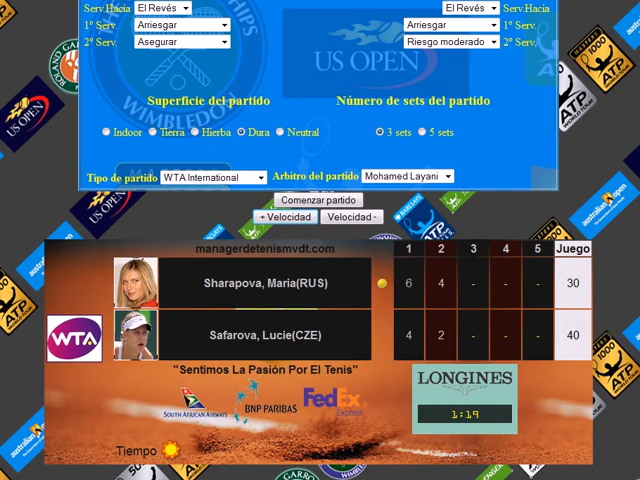 Serv.Hacia El Revés El Revés Serv.Hacia
1º Serv. Arriesgar Arriesgar 1º Serv.
2º Serv. Asegurar Riesgo moderado 2º Serv.
WIMBLEDON
US OPEN
Superficie del partido Número de sets del partido
Indoor Tierra Hierba Dura Neutral 3 sets 5 sets
Tipo de partido WTA International Arbitro del partido Mohamed Layani
Comenzar partido
+ Velocidad Velocidad -
managerdetenismvdt.com 1 2 3 4 5 Juego
Sharapova, Maria(RUS) 6 4 - - - 30
WTA Safarova, Lucie(CZE) 4 2 - - - 40
"Sentimos La Pasión Por El Tenis"
LONGINES
SOUTH AFRICAN AIRWAYS BNP PARIBAS FedEx Express
1:19
Tiempo